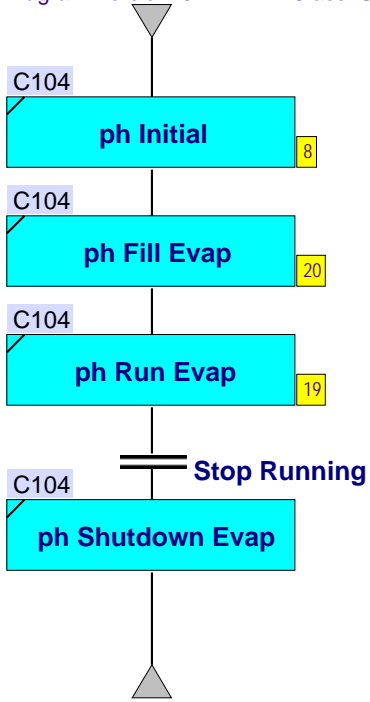 C104
ph Initial
8
C104
ph Fill Evap
20
C104
ph Run Evap
19
Stop Running
C104
ph Shutdown Evap